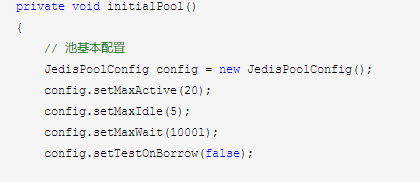 private void initialPool()
{
// 池基本配置
JedisPoolConfig config = new JedisPoolConfig();
config.setMaxActive(20);
config.setMaxIdle(5);
config.setMaxWait(1000l);
config.setTestOnBorrow(false);